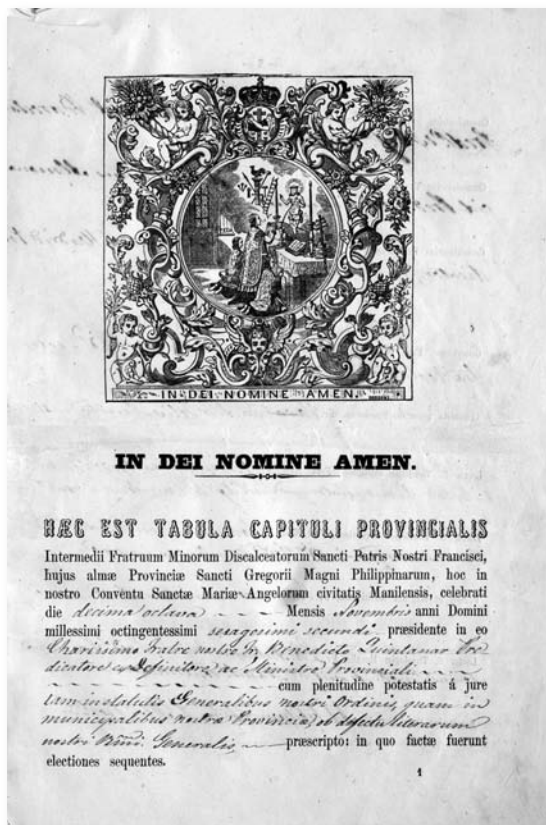 IN DEI NOMINE AMEN.
IN DEI NOMINE AMEN.
HÆC EST TABULA CAPITULI PROVINCIALIS
Intermedii Fratruum Minorum Discalceatorum Sancti Patris Nostri Francisci,
hujus almæ Provinciæ Sancti Gregorii Magni Philippinarum, hoc in
nostro Conventu Sanctæ Mariæ Angelorum civitatis Manilensis, celebrati
die decima octava Mensis Novembris anni Domini
millessimi octingentessimi sexagesimi secundi, præsidente in eo
Charissimo Fratre nostro Fr. Benedicto Quintanar Præ
dicatore ex Definitore, ac Ministro Provinciali
cum plenitudine potestatis á jure
tam in statutis Generalibus nostri Ordinis, quam in
municipalibus nostræ Provinciæ, ob defectu literarum
nostri Rmi. Generalis, præscripto: in quo factæ fuerunt
electiones sequentes.
1